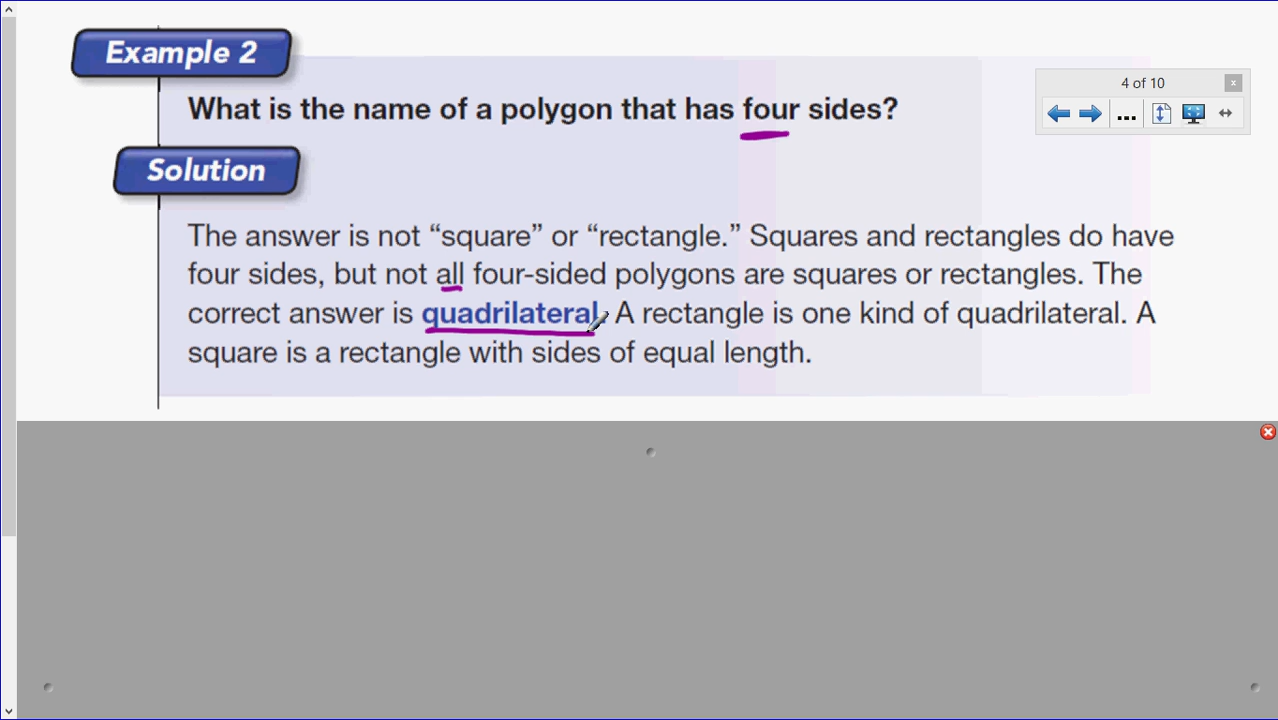 Example 2
What is the name of a polygon that has four sides?
4 of 10
Solution
The answer is not “square” or “rectangle.” Squares and rectangles do have
four sides, but not all four-sided polygons are squares or rectangles. The
correct answer is quadrilateral. A rectangle is one kind of quadrilateral. A
square is a rectangle with sides of equal length.